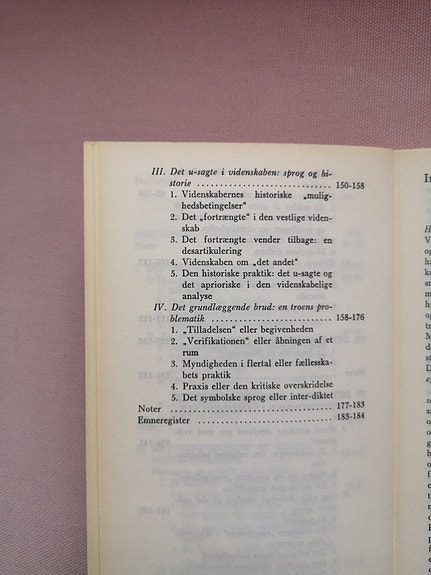 III. Det u-sagte i videnskaben: sprog og hi-
storie .............................. 150-158
1. Videnskabernes historiske „mulig-
hedsbetingelser“
2. Det „fortrængte“ i den vestlige viden-
skab
3. Det fortrængte vender tilbage: en
desartikulering
4. Videnskaben om „det andet“
5. Den historiske praktik: det u-sagte og
det aprioriske i den videnskabelige
analyse
IV. Det grundlæggende brud: en troens pro-
blematik ........................... 158-176
1. „Tilladelsen“ eller begivenheden
2. „Verifikationen“ eller åbningen af et
rum
3. Myndigheden i flertal eller fællesska-
bets praktik
4. Praxis eller den kritiske overskridelse
5. Det symbolske sprog eller inter-diktet
Noter .................................... 177-183
Emneregister .............................. 183-184